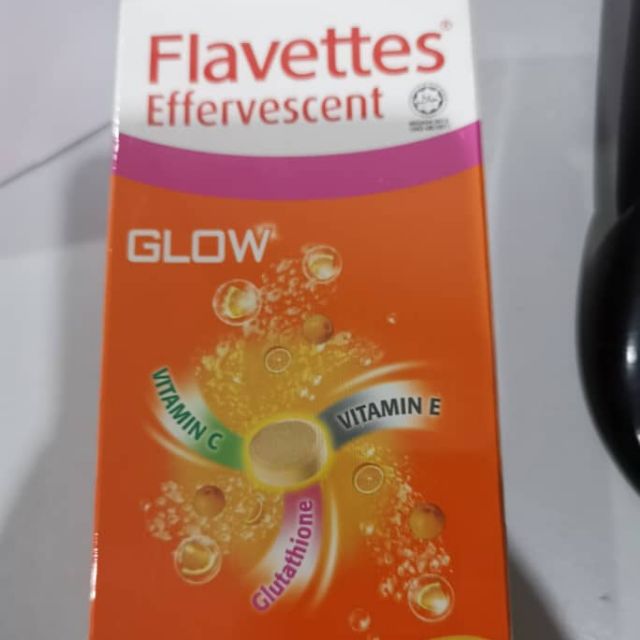 Flavettes®
Effervescent
GLOW
VITAMIN C
VITAMIN E
Glutathione